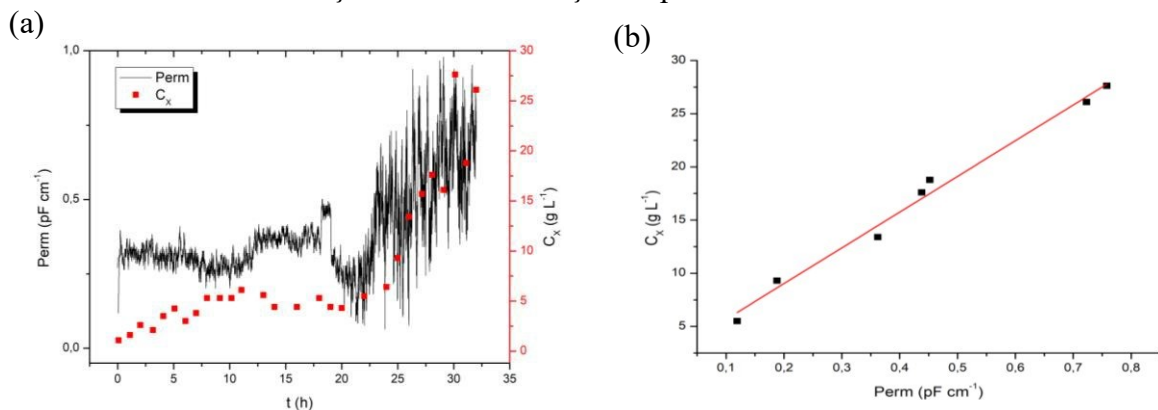 (a)
(b)
Perm
Cx
Perm (pF cm⁻¹)
1,0
0,5
0,0
30
25
20
15
10
5
0
Cx (g L⁻¹)
0 5 10 15 20 25 30 35
t (h)
Cx (g L⁻¹)
25
20
15
10
5
0,1 0,2 0,3 0,4 0,5 0,6 0,7 0,8
Perm (pF cm⁻¹)